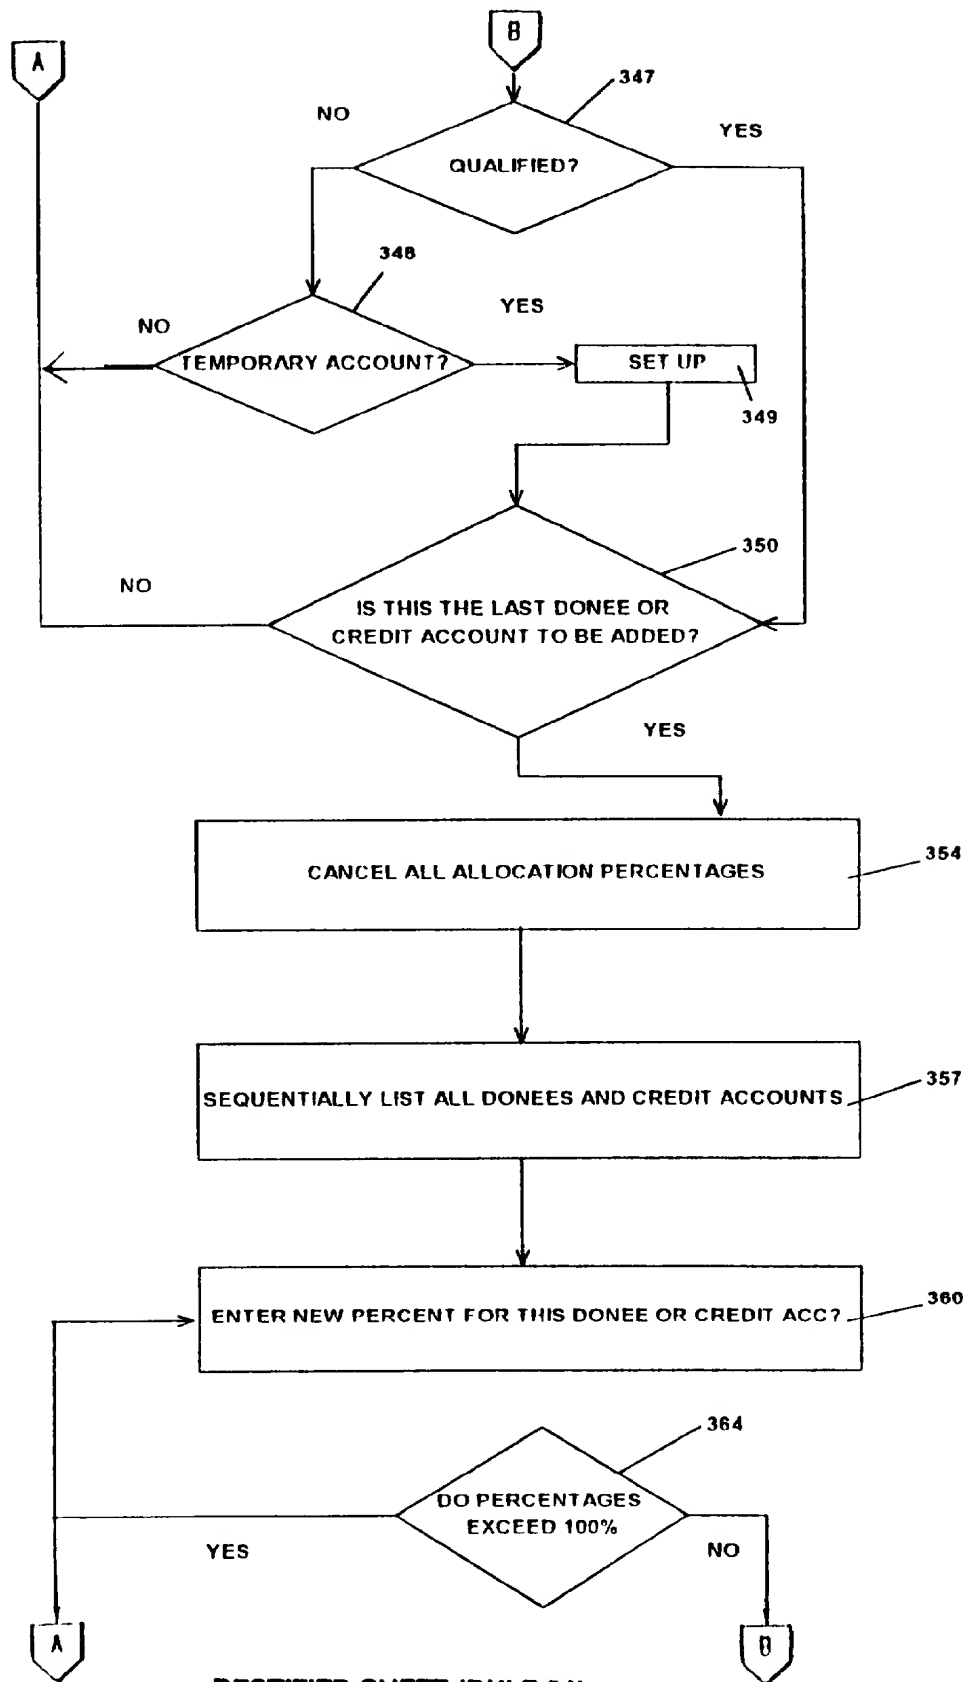 A
B
347
NO
YES
QUALIFIED?
348
YES
NO
TEMPORARY ACCOUNT?
SET UP
349
350
NO
IS THIS THE LAST DONEE OR
CREDIT ACCOUNT TO BE ADDED?
YES
354
CANCEL ALL ALLOCATION PERCENTAGES
357
SEQUENTIALLY LIST ALL DONEES AND CREDIT ACCOUNTS
360
ENTER NEW PERCENT FOR THIS DONEE OR CREDIT ACC?
364
DO PERCENTAGES
EXCEED 100%
YES
NO
A